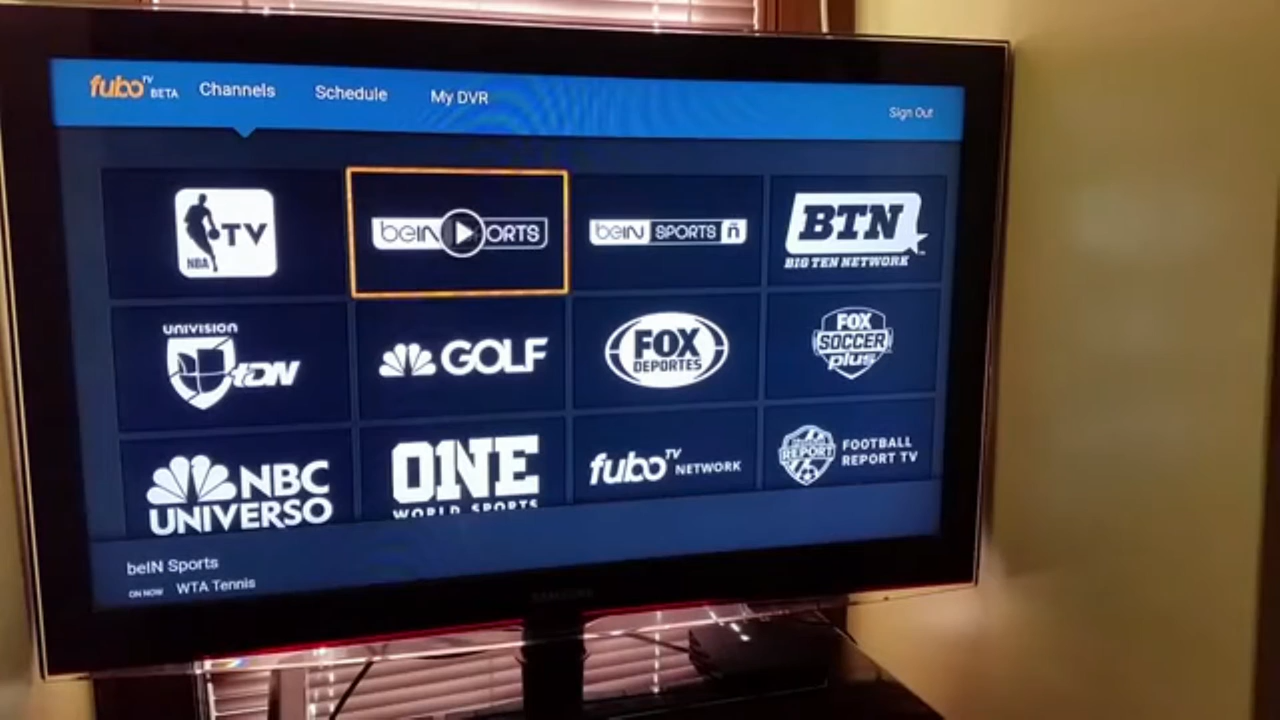 fuboTV BETA Channels Schedule My DVR
Sign Out
NBA TV
beIN SPORTS
beIN SPORTS ñ
BTN
BIG TEN NETWORK
UNIVISION
tDN
GOLF
FOX
DEPORTES
FOX
SOCCER
plus
NBC
UNIVERSO
ONE
WORLD SPORTS
fuboTV NETWORK
REPORT
FOOTBALL
REPORT TV
beIN Sports
ON NOW WTA Tennis
SAMSUNG